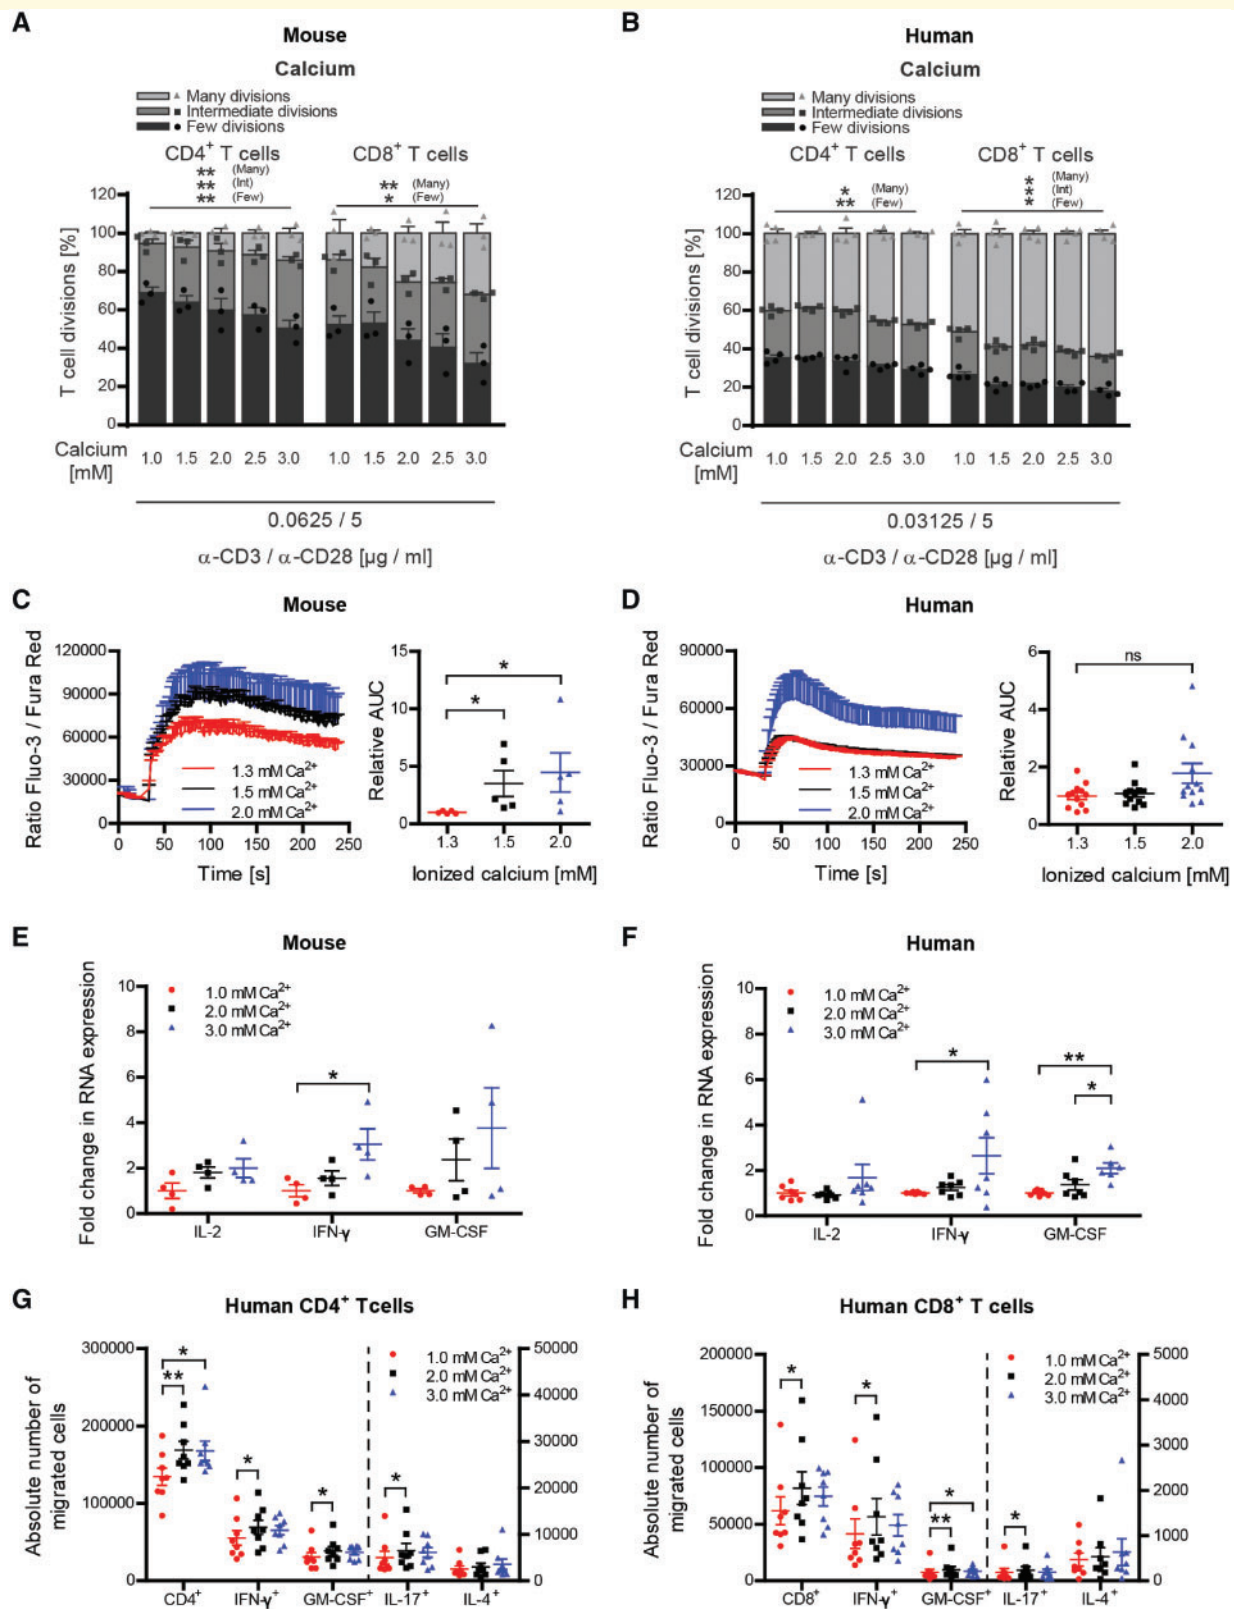 A
Mouse
Calcium
Many divisions
Intermediate divisions
Few divisions
CD4+ T cells
CD8+ T cells
** (Many)
** (Int)
** (Few)
** (Many)
* (Few)
T cell divisions [%]
120
100
80
60
40
20
0
Calcium [mM]
1.0 1.5 2.0 2.5 3.0 1.0 1.5 2.0 2.5 3.0
0.0625 / 5
α-CD3 / α-CD28 [µg / ml]
B
Human
Calcium
Many divisions
Intermediate divisions
Few divisions
CD4+ T cells
CD8+ T cells
* (Many)
** (Few)
* (Many)
* (Int)
* (Few)
T cell divisions [%]
120
100
80
60
40
20
0
Calcium [mM]
1.0 1.5 2.0 2.5 3.0 1.0 1.5 2.0 2.5 3.0
0.03125 / 5
α-CD3 / α-CD28 [µg / ml]
C
Mouse
Ratio Fluo-3 / Fura Red
120000
90000
60000
30000
0
1.3 mM Ca2+
1.5 mM Ca2+
2.0 mM Ca2+
0 50 100 150 200 250
Time [s]
Relative AUC
15
10
5
0
*
*
1.3 1.5 2.0
Ionized calcium [mM]
D
Human
Ratio Fluo-3 / Fura Red
90000
60000
30000
0
1.3 mM Ca2+
1.5 mM Ca2+
2.0 mM Ca2+
0 50 100 150 200 250
Time [s]
Relative AUC
6
4
2
0
ns
1.3 1.5 2.0
Ionized calcium [mM]
E
Mouse
Fold change in RNA expression
10
8
6
4
2
0
1.0 mM Ca2+
2.0 mM Ca2+
3.0 mM Ca2+
*
IL-2 IFN-γ GM-CSF
F
Human
Fold change in RNA expression
10
8
6
4
2
0
1.0 mM Ca2+
2.0 mM Ca2+
3.0 mM Ca2+
*
**
*
IL-2 IFN-γ GM-CSF
G
Human CD4+ Tcells
Absolute number of
migrated cells
300000
200000
100000
0
*
**
*
*
*
1.0 mM Ca2+
2.0 mM Ca2+
3.0 mM Ca2+
50000
40000
30000
20000
10000
0
CD4+ IFN-γ+ GM-CSF+ IL-17+ IL-4+
H
Human CD8+ T cells
Absolute number of
migrated cells
200000
150000
100000
50000
0
*
*
*
**
*
1.0 mM Ca2+
2.0 mM Ca2+
3.0 mM Ca2+
5000
4000
3000
2000
1000
0
CD8+ IFN-γ+ GM-CSF+ IL-17+ IL-4+